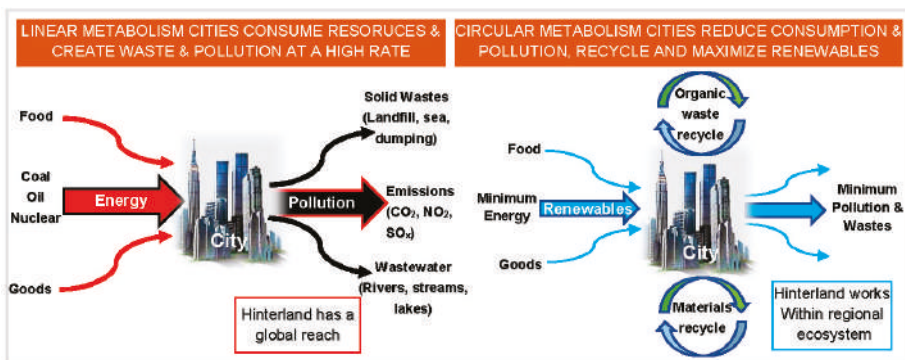 LINEAR METABOLISM CITIES CONSUME RESORUCES &
CREATE WASTE & POLLUTION AT A HIGH RATE
Food
Coal
Oil
Nuclear
Energy
Goods
City
Solid Wastes
(Landfill, sea,
dumping)
Pollution
Emissions
(CO₂, NO₂,
SOₓ)
Wastewater
(Rivers, streams,
lakes)
Hinterland has a
global reach
CIRCULAR METABOLISM CITIES REDUCE CONSUMPTION &
POLLUTION, RECYCLE AND MAXIMIZE RENEWABLES
Organic
waste
recycle
Food
Minimum
Energy
Renewables
Goods
City
Minimum
Pollution &
Wastes
Materials
recycle
Hinterland works
Within regional
ecosystem